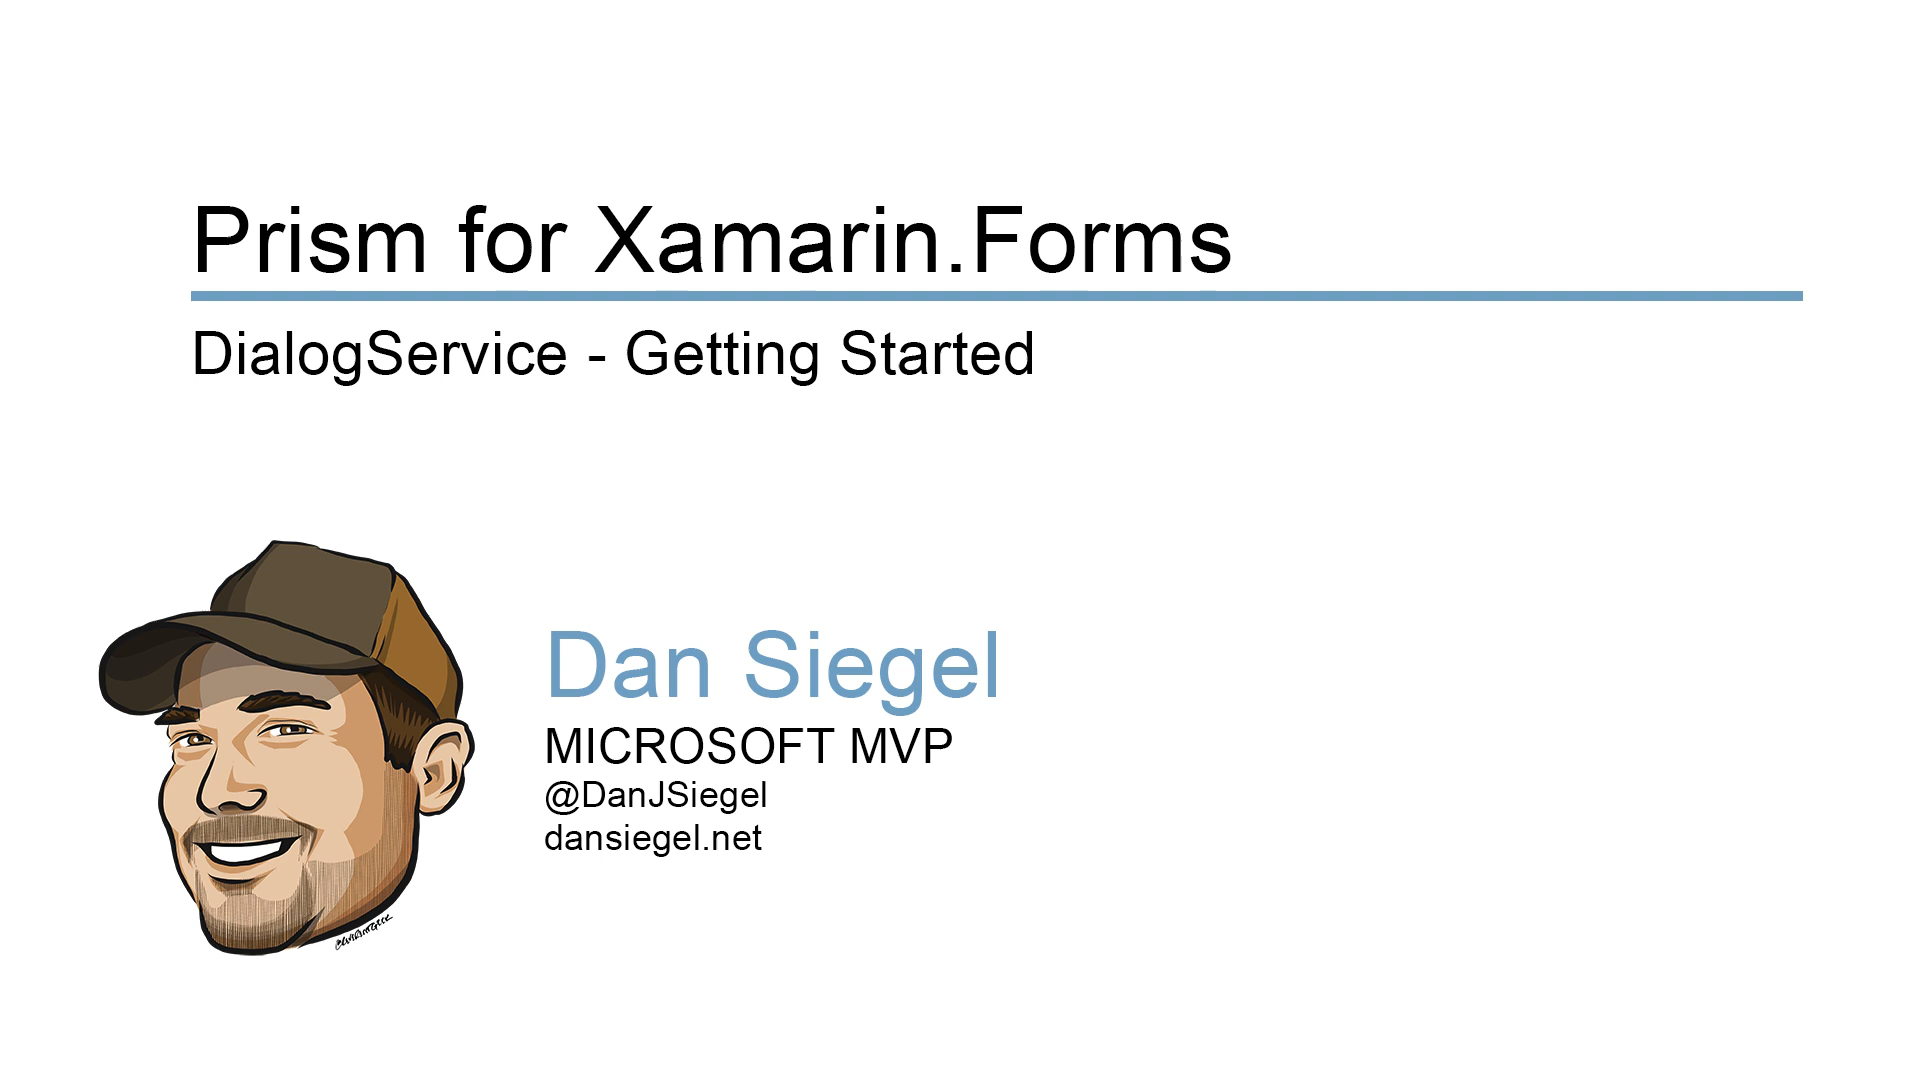 Prism for Xamarin.Forms
DialogService - Getting Started
Dan Siegel
MICROSOFT MVP
@DanJSiegel
dansiegel.net